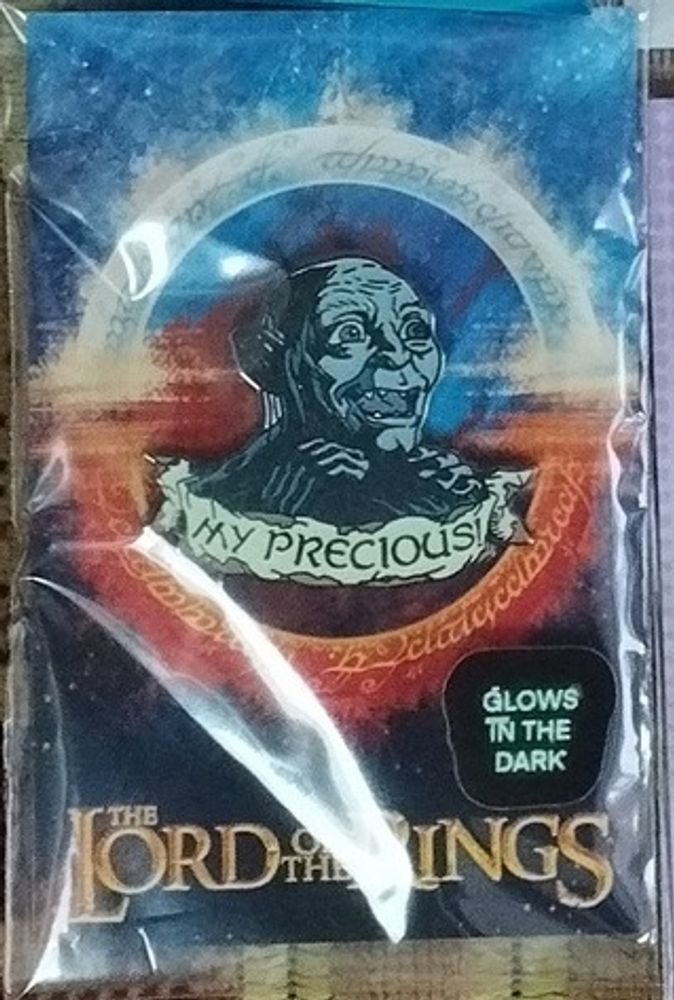 MY PRECIOUS!
GLOWS
IN THE
DARK
THE
LORD OF THE RINGS